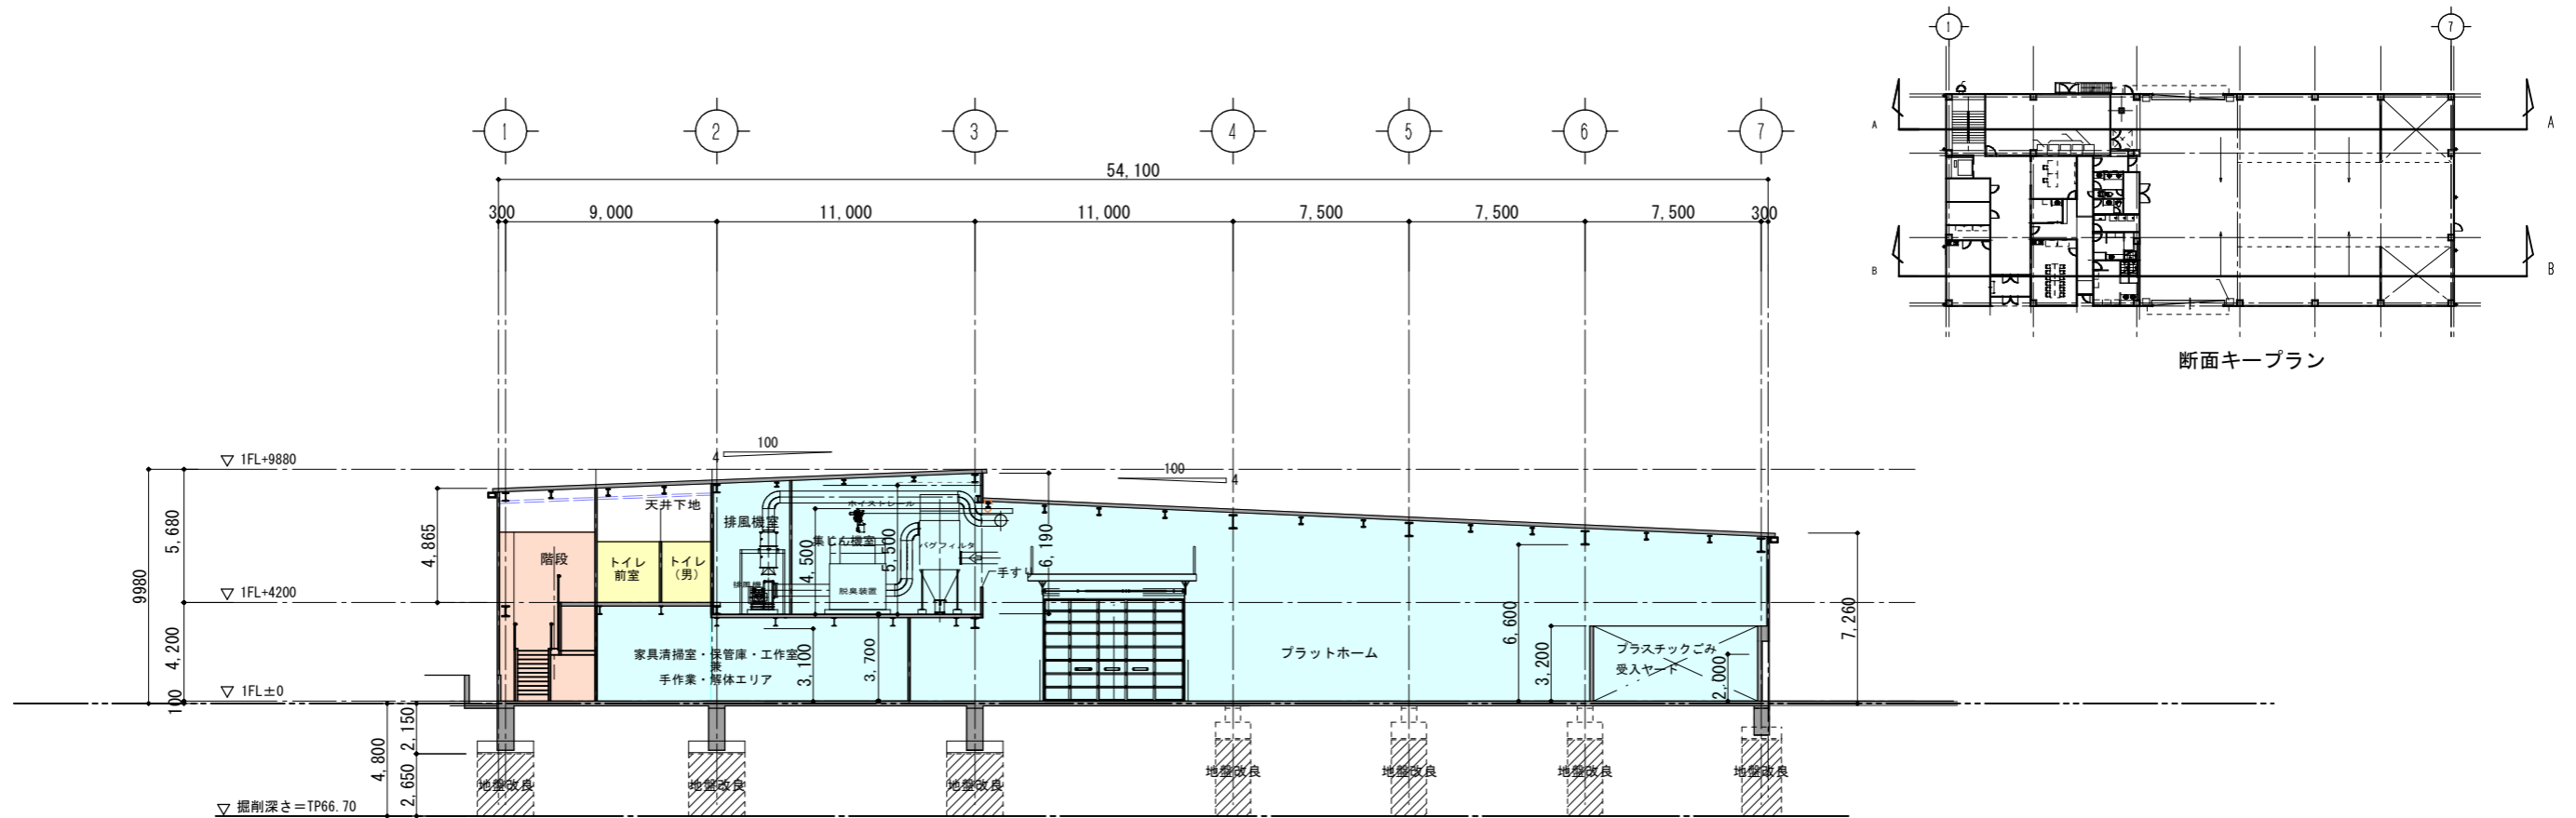 1
7
A
A
B
B
断面キープラン
1
2
3
4
5
6
7
54,100
300
9,000
11,000
11,000
7,500
7,500
7,500
300
100
4
100
4
▽ 1FL+9880
▽ 1FL+4200
▽ 1FL±0
▽ 掘削深さ=TP66.70
9980
5,680
4,200
100
4,865
4,800
2,150
2,650
天井下地
階段
トイレ
前室
トイレ
(男)
排風機室
排風機
ホイストレール
集じん機室
バグフィルタ
脱臭装置
4,500
5,500
6,190
手すり
家具清掃室・保管庫・工作室
兼
手作業・解体エリア
3,100
3,700
プラットホーム
6,600
3,200
プラスチックごみ
受入ヤード
2,000
7,260
地盤改良
地盤改良
地盤改良
地盤改良
地盤改良
地盤改良
地盤改良